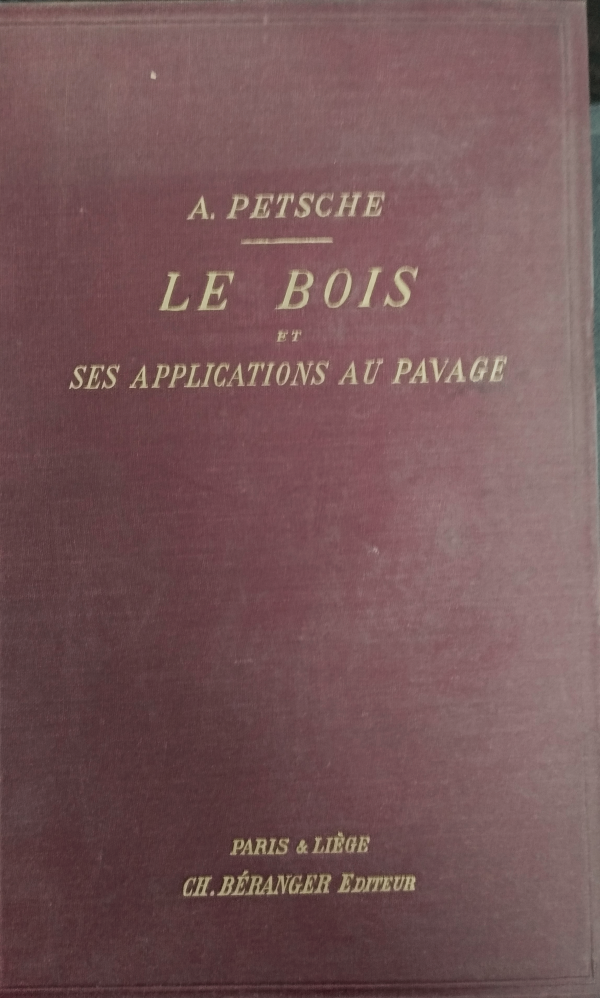 A. PETSCHE
LE BOIS
ET
SES APPLICATIONS AU PAVAGE
PARIS & LIÈGE
CH. BÉRANGER EDITEUR